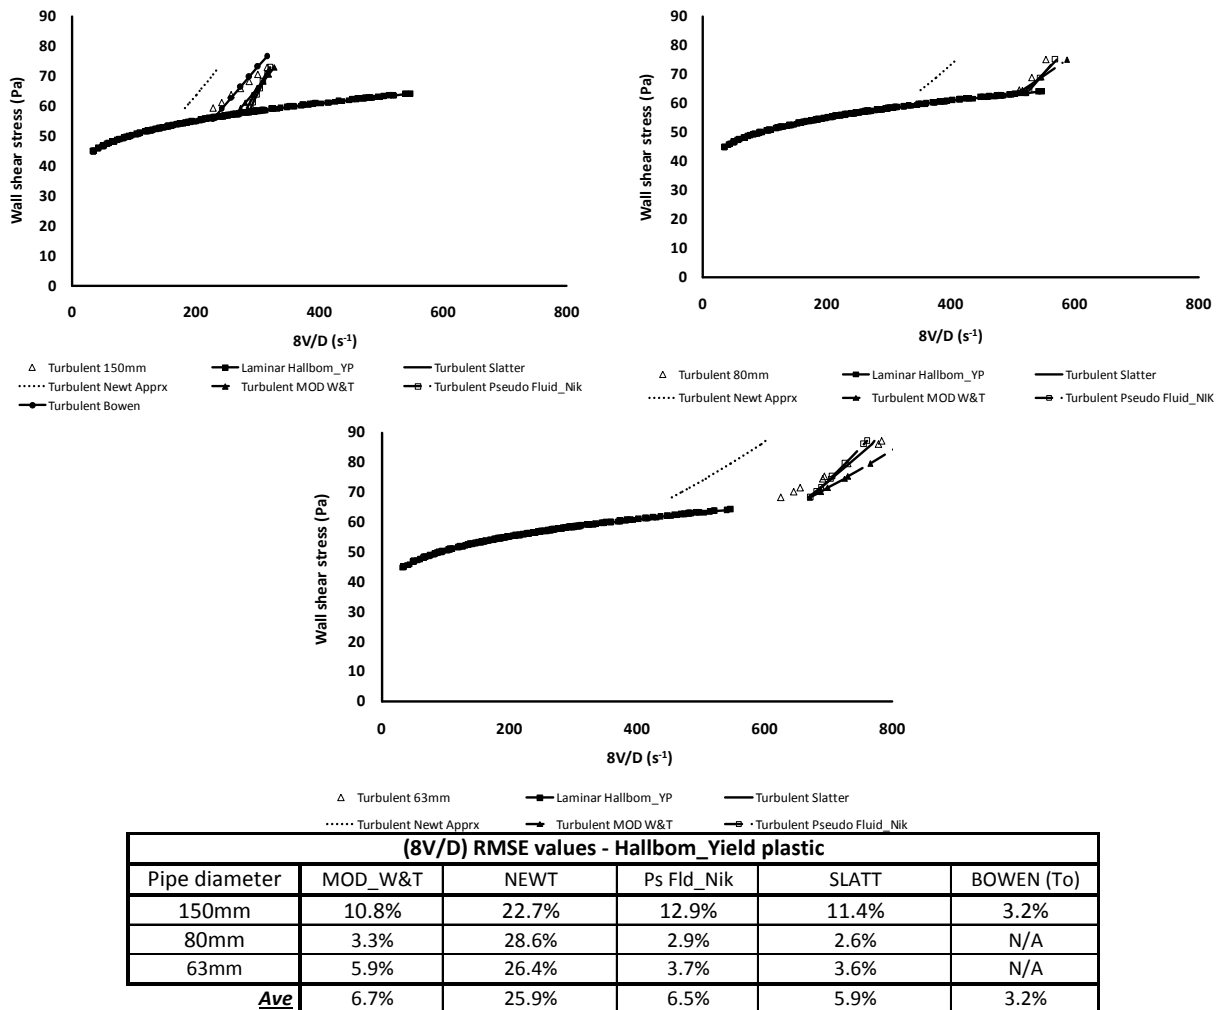 90
80
70
60
50
40
30
20
10
0
Wall shear stress (Pa)
0 200 400 600 800
8V/D (s-1)
Turbulent 150mm Laminar Hallbom_YP Turbulent Slatter
Turbulent Newt Apprx Turbulent MOD W&T Turbulent Pseudo Fluid_Nik
Turbulent Bowen
90
80
70
60
50
40
30
20
10
0
Wall shear stress (Pa)
0 200 400 600 800
8V/D (s-1)
Turbulent 80mm Laminar Hallbom_YP Turbulent Slatter
Turbulent Newt Apprx Turbulent MOD W&T Turbulent Pseudo Fluid_NIK
90
80
70
60
50
40
30
20
10
0
Wall shear stress (Pa)
0 200 400 600 800
8V/D (s-1)
Turbulent 63mm Laminar Hallbom_YP Turbulent Slatter
Turbulent Newt Apprx Turbulent MOD W&T Turbulent Pseudo Fluid_Nik
(8V/D) RMSE values - Hallbom_Yield plastic
Pipe diameter MOD_W&T NEWT Ps Fld_Nik SLATT BOWEN (To)
150mm 10.8% 22.7% 12.9% 11.4% 3.2%
80mm 3.3% 28.6% 2.9% 2.6% N/A
63mm 5.9% 26.4% 3.7% 3.6% N/A
Ave 6.7% 25.9% 6.5% 5.9% 3.2%